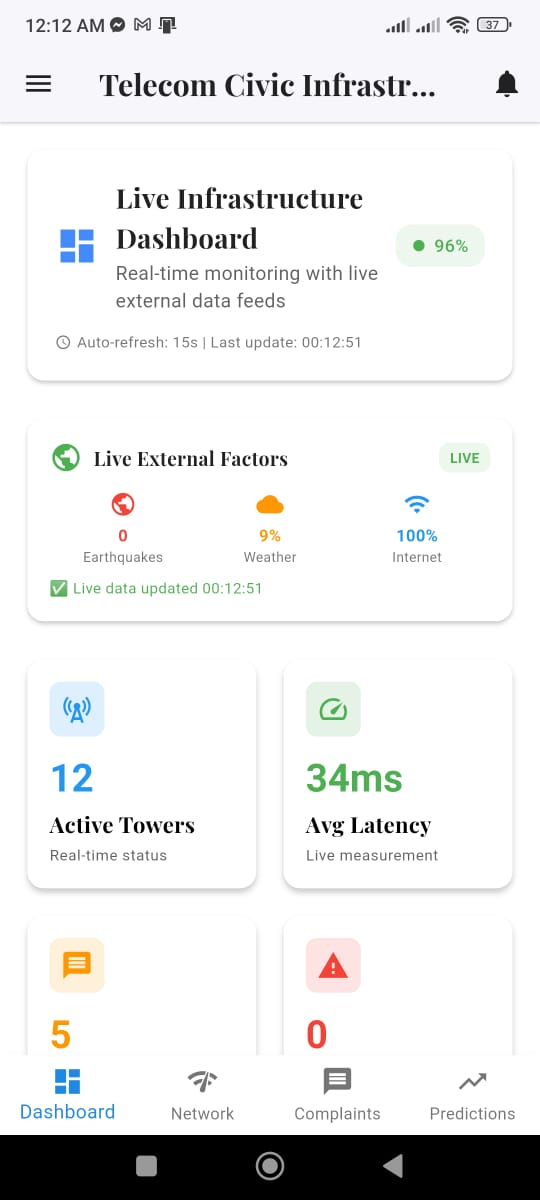 12:12 AM
37
Telecom Civic Infrastr...
Live Infrastructure
Dashboard
Real-time monitoring with live
external data feeds
96%
Auto-refresh: 15s | Last update: 00:12:51
Live External Factors
LIVE
0
9%
100%
Earthquakes
Weather
Internet
✅ Live data updated 00:12:51
12
34ms
Active Towers
Avg Latency
Real-time status
Live measurement
5
0
Dashboard
Network
Complaints
Predictions